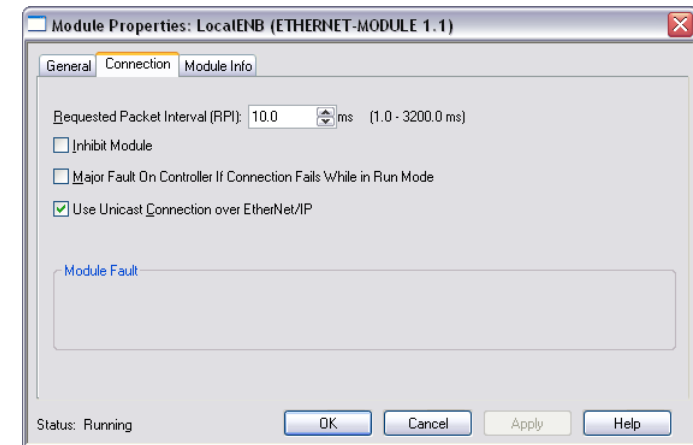 Module Properties: LocalENB (ETHERNET-MODULE 1.1)
General Connection Module Info
Requested Packet Interval (RPI): 10.0 ms (1.0 - 3200.0 ms)
Inhibit Module
Major Fault On Controller If Connection Fails While in Run Mode
Use Unicast Connection over EtherNet/IP
Module Fault
Status: Running OK Cancel Apply Help